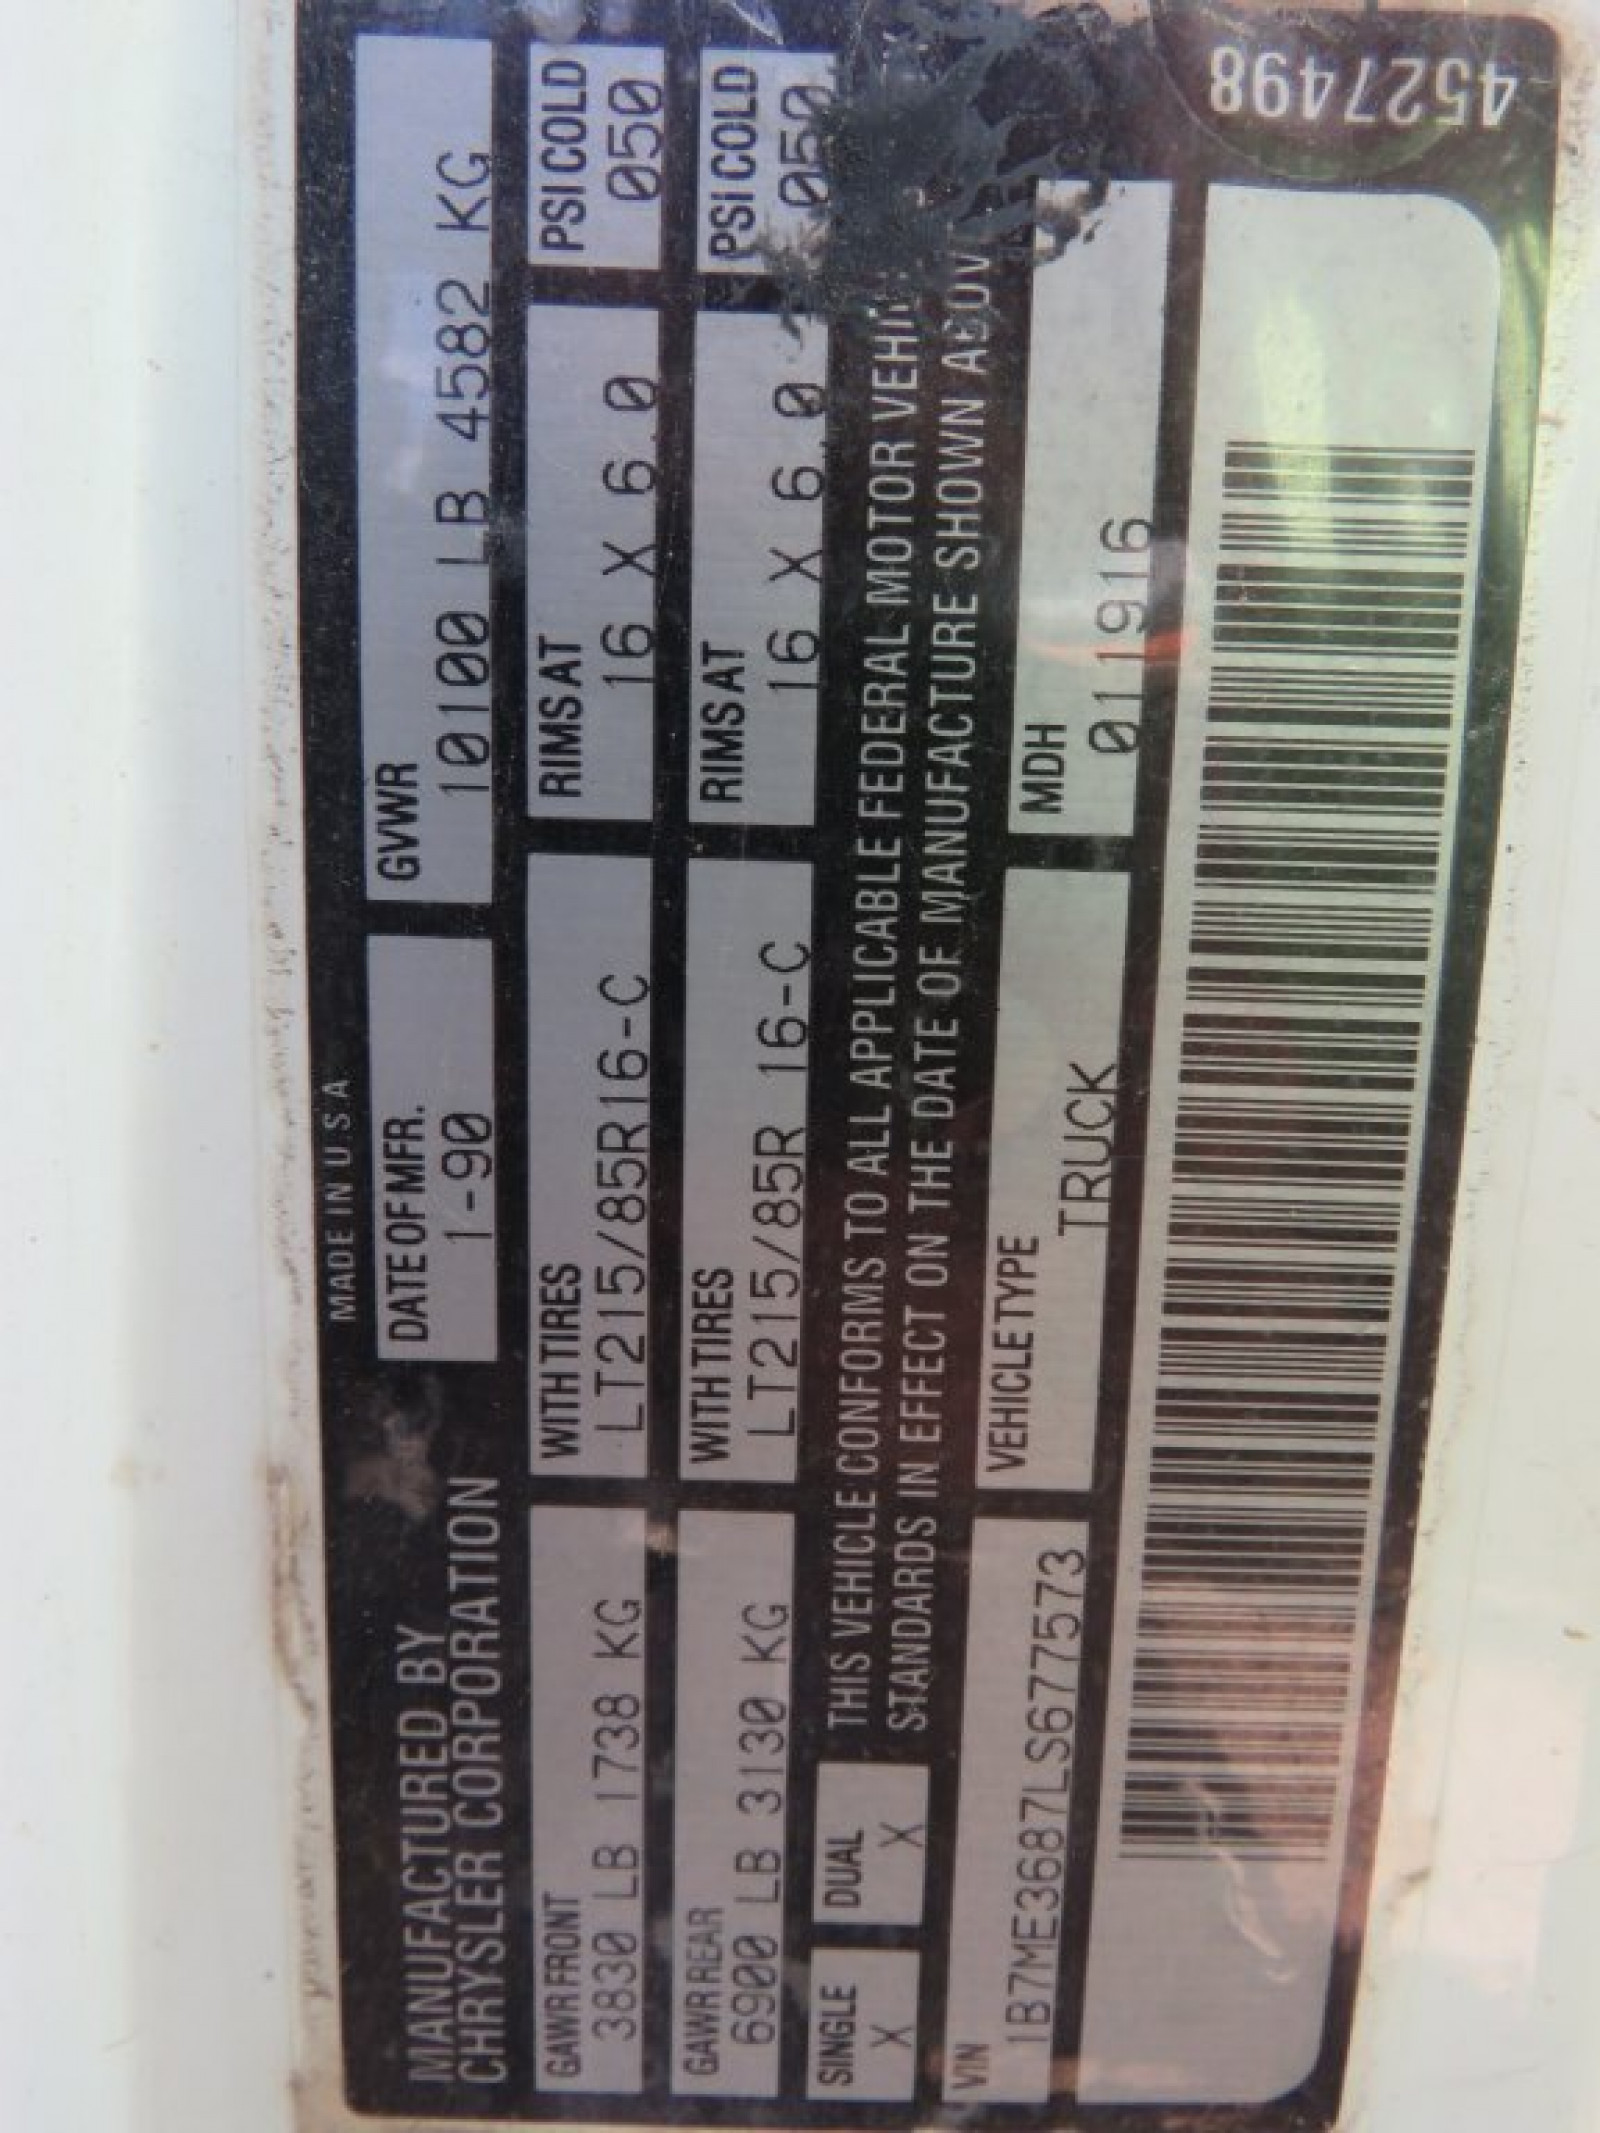 MADE IN U.S.A
MANUFACTURED BY
CHRYSLER CORPORATION
DATE OF MFR.
1-90
GVWR
10100 LB 4582 KG
GAWR FRONT
3830 LB 1738 KG
WITH TIRES
LT215/85R16-C
RIMS AT
16 X 6.0
PSI COLD
050
GAWR REAR
6900 LB 3130 KG
WITH TIRES
LT215/85R 16-C
RIMS AT
16 X 6.0
PSI COLD
050
SINGLE
X
DUAL
X
THIS VEHICLE CONFORMS TO ALL APPLICABLE FEDERAL MOTOR
STANDARDS IN EFFECT ON THE DATE OF MANUFACTURE SHOWN
VIN
1B7ME3687LS677573
VEHICLE TYPE
TRUCK
MDH
011916
4527498